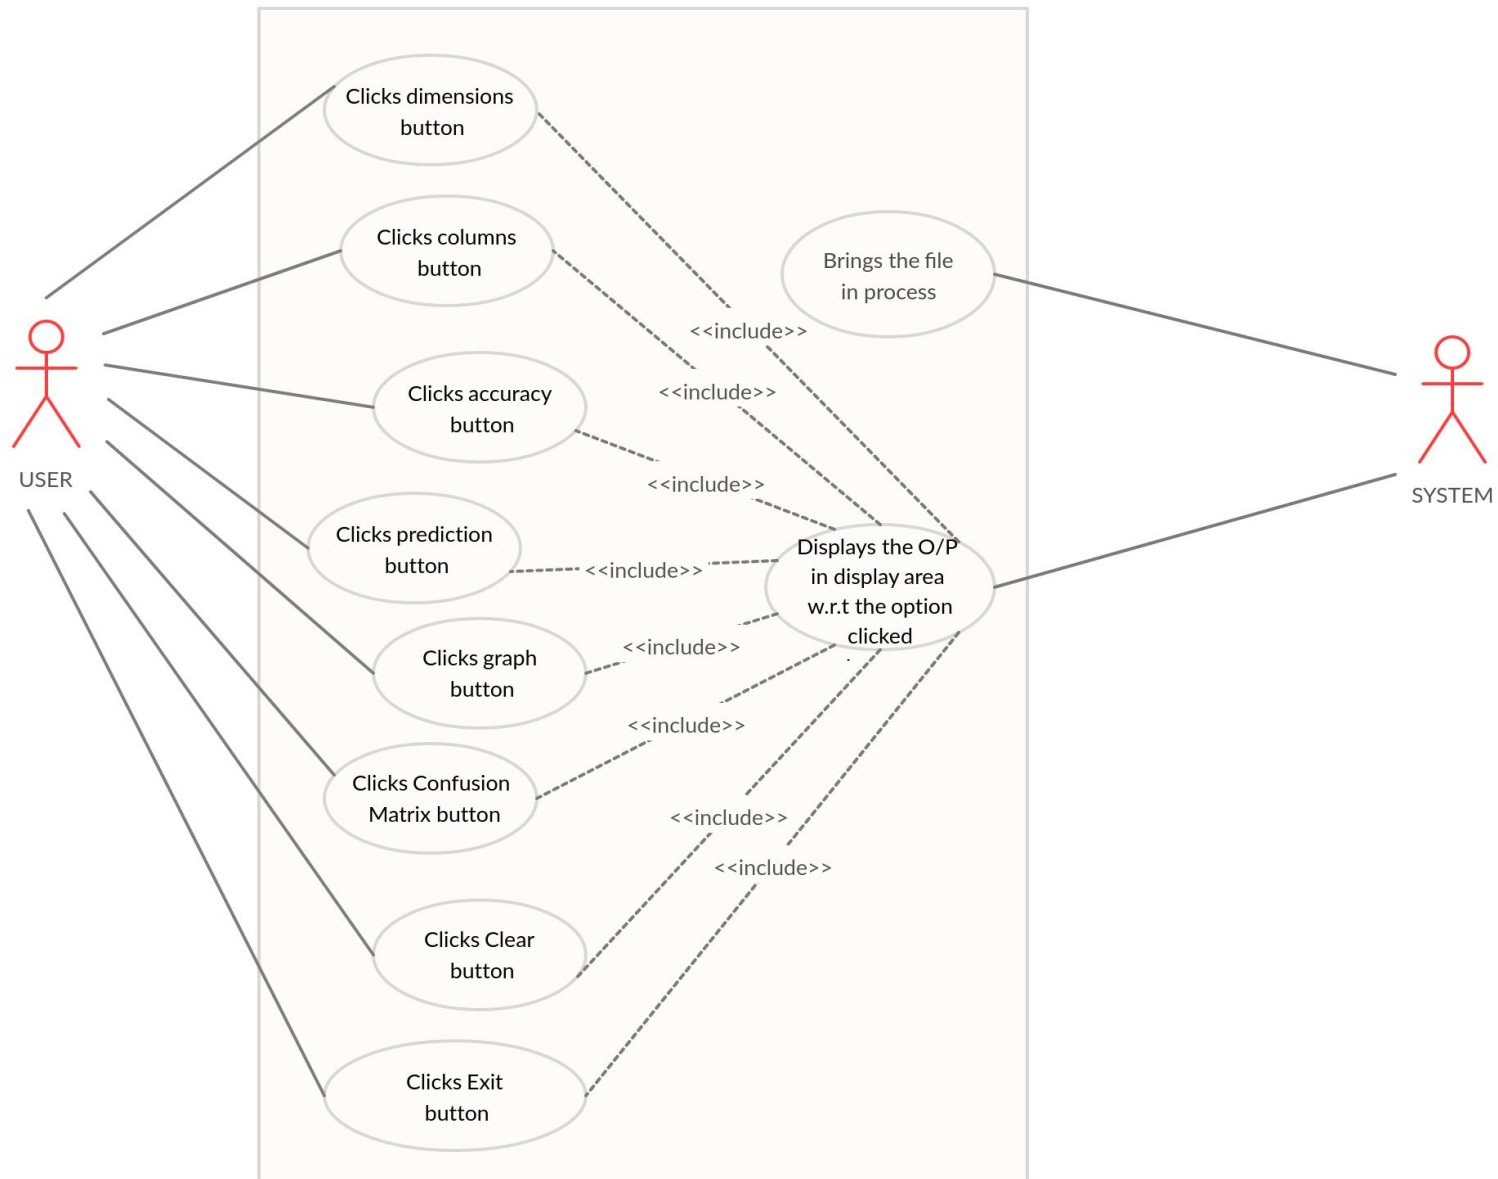 Clicks dimensions
button
Clicks columns
button
Brings the file
in process
<<include>>
<<include>>
Clicks accuracy
button
<<include>>
USER
SYSTEM
Clicks prediction
button
<<include>>
Displays the O/P
in display area
w.r.t the option
clicked
.
<<include>>
Clicks graph
button
<<include>>
Clicks Confusion
Matrix button
<<include>>
<<include>>
Clicks Clear
button
Clicks Exit
button